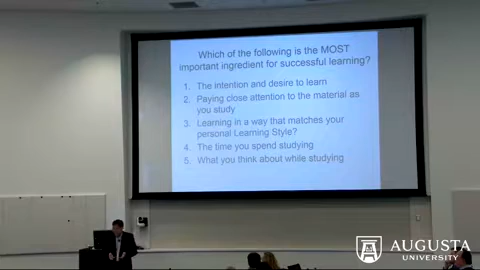 Which of the following is the MOST
important ingredient for successful learning?
1. The intention and desire to learn
2. Paying close attention to the material as
you study
3. Learning in a way that matches your
personal Learning Style?
4. The time you spend studying
5. What you think about while studying
AUGUSTA
UNIVERSITY